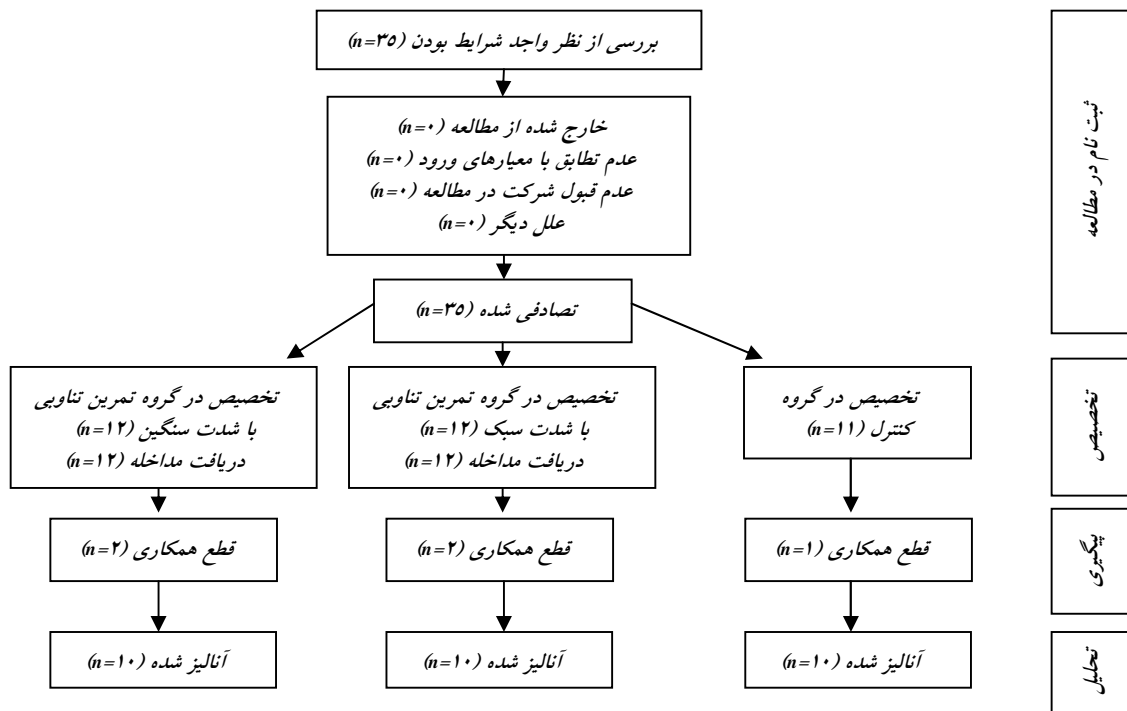 بررسی از نظر واجد شرایط بودن (n=۳۵)
خارج شده از مطالعه (n=۰)
عدم تطابق با معیارهای ورود (n=۰)
عدم قبول شرکت در مطالعه (n=۰)
علل دیگر (n=۰)
ثبت نام در مطالعه
تصادفی شده (n=۳۵)
تخصیص در گروه
کنترل (n=۱۱)
تخصیص در گروه تمرین تناوبی
با شدت سبک (n=۱۲)
دریافت مداخله (n=۱۲)
تخصیص در گروه تمرین تناوبی
با شدت سنگین (n=۱۲)
دریافت مداخله (n=۱۲)
تخصیص
قطع همکاری (n=۱)
قطع همکاری (n=۲)
قطع همکاری (n=۲)
پیگیری
آنالیز شده (n=۱۰)
آنالیز شده (n=۱۰)
آنالیز شده (n=۱۰)
تحلیل